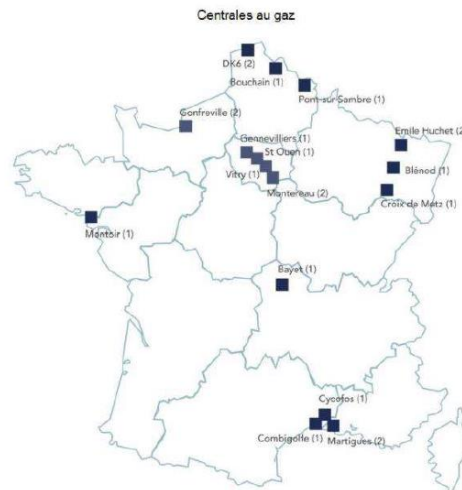 Centrales au gaz
DK6 (2)
Bouchain (1)
Pont-sur-Sambre (1)
Gonfreville (2)
Gennevilliers (1)
St Ouen (1)
Vitry (1)
Montereau (2)
Emile Huchet (2
Blénod (1)
Croix de Metz (1)
Montoir (1)
Bayet (1)
Cycofos (1)
Combigolfe (1)
Martigues (2)